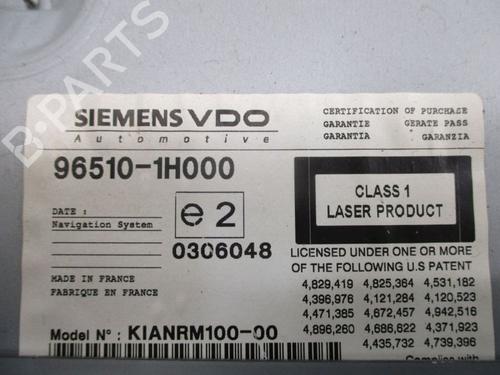 B-PARTS
SIEMENS VDO
Automotive
96510-1H000
DATE :
Navigation System
e2
0306048
MADE IN FRANCE
FABRIQUE EN FRANCE
Model N° : KIANRM100-00
CERTIFICATION OF PURCHASE
GARANTIE GERATE PASS
GARANTIA GARANZIA
CLASS 1
LASER PRODUCT
LICENSED UNDER ONE OR MORE
OF THE FOLLOWING U.S PATENT
4,829,419 4,825,364 4,531,182
4,396,976 4,121,284 4,120,523
4,471,385 4,872,457 4,942,516
4,896,260 4,686,622 4,371,923
4,435,732 4,739,396
Complies with